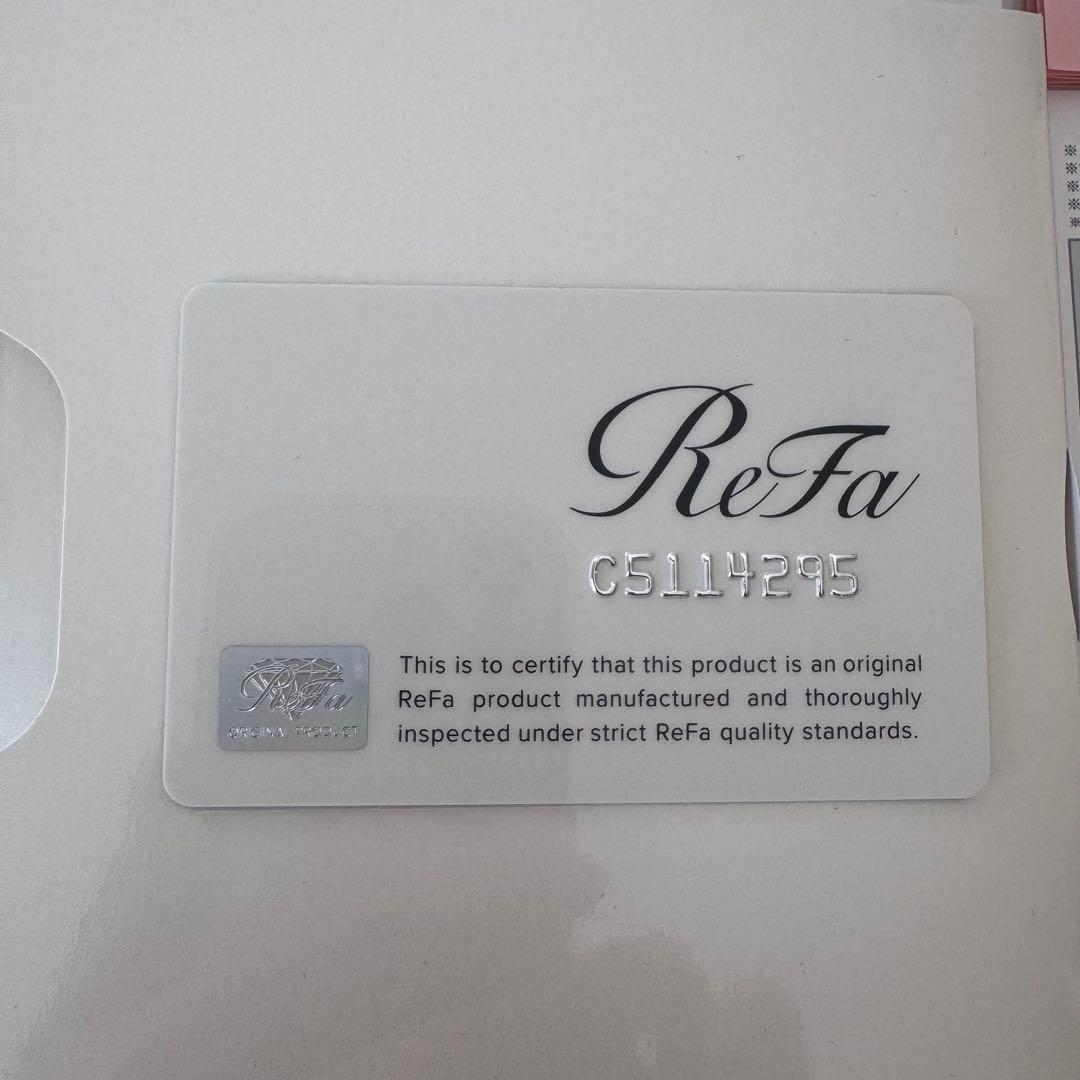 ※
※
※
※
※
ReFa
C5114295
ReFa
ORIGINAL PRODUCT
This is to certify that this product is an original
ReFa product manufactured and thoroughly
inspected under strict ReFa quality standards.